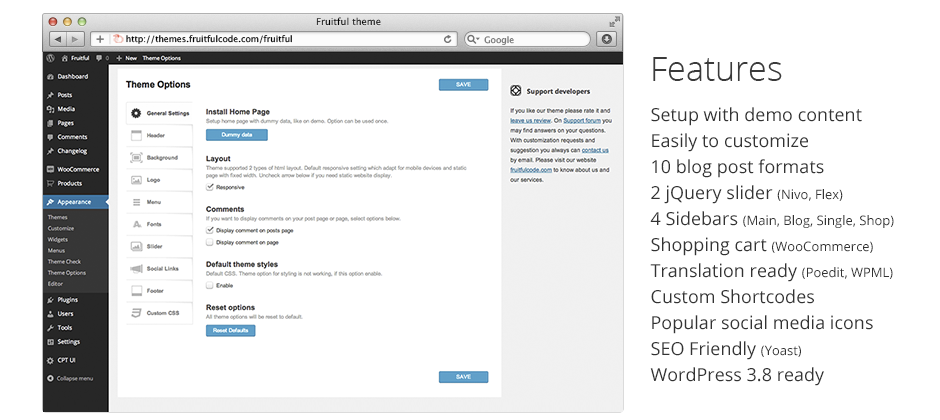 Fruitful theme
http://themes.fruitfulcode.com/fruitful
Google
Fruitful 0 + New Theme Options
Dashboard
Posts
Media
Pages
Comments
Changelog
WooCommerce
Products
Appearance
Themes
Customize
Widgets
Menus
Theme Check
Theme Options
Editor
Plugins
Users
Tools
Settings
CPT UI
Collapse menu
Theme Options
SAVE
General Settings
Header
Background
Logo
Menu
Fonts
Slider
Social Links
Footer
Custom CSS
Install Home Page
Setup home page with dummy data, like on demo. Option can be used once.
Dummy data
Layout
Theme supported 2 types of html layout. Default responsive setting which adapt for mobile devices and static
page with fixed width. Uncheck arrow below if you need static website display.
Responsive
Comments
If you want to display comments on your post page or page, select options below.
Display comment on posts page
Display comment on page
Default theme styles
Default CSS. Theme option for styling is not working, if this option enable.
Enable
Reset options
All theme options will be reset to default.
Reset Defaults
SAVE
Support developers
If you like our theme please rate it and
leave us review. On Support forum you
may find answers on your questions.
With customization requests and
suggestion you always can contact us
by email. Please visit our website
fruitfulcode.com to know about us and
our services.
Features
Setup with demo content
Easily to customize
10 blog post formats
2 jQuery slider (Nivo, Flex)
4 Sidebars (Main, Blog, Single, Shop)
Shopping cart (WooCommerce)
Translation ready (Poedit, WPML)
Custom Shortcodes
Popular social media icons
SEO Friendly (Yoast)
WordPress 3.8 ready